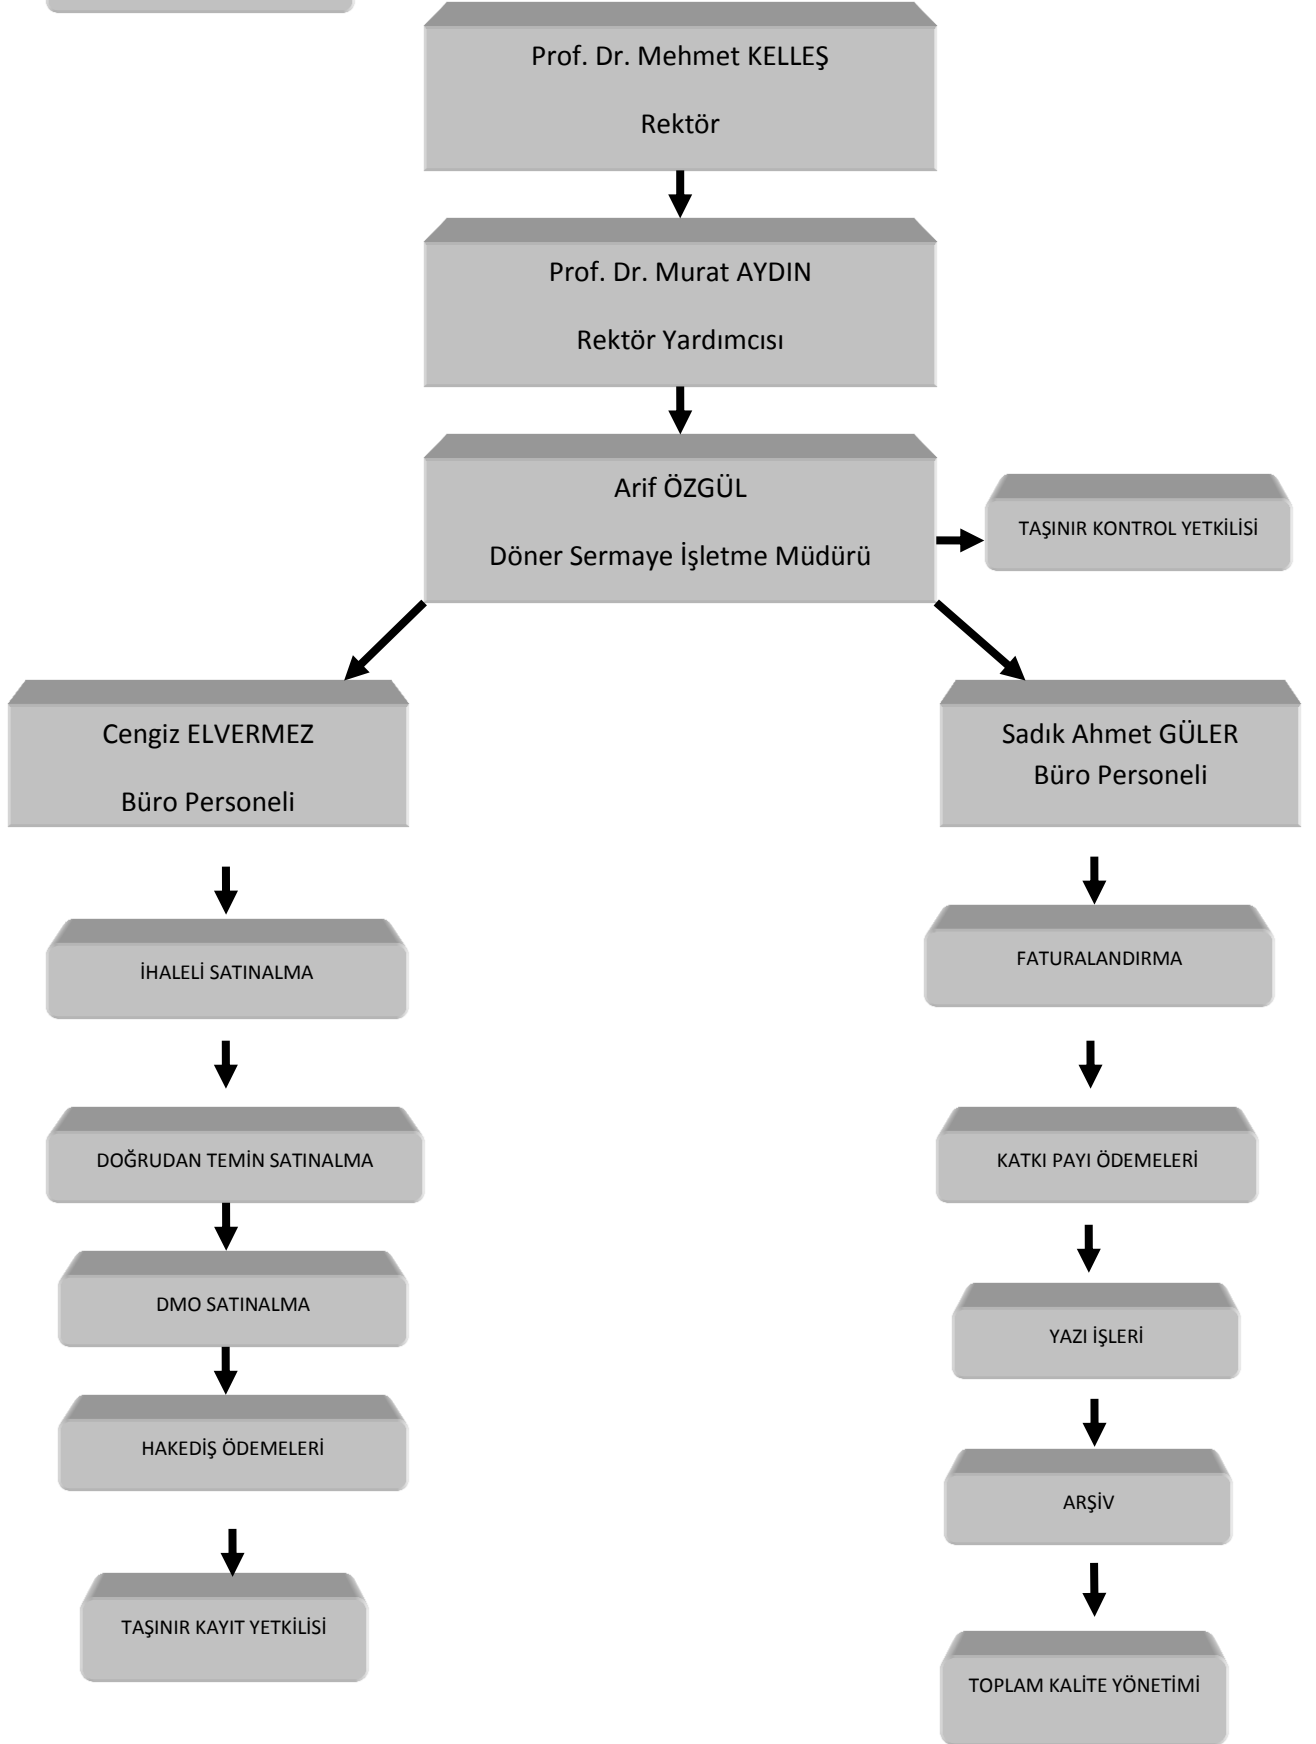 Prof. Dr. Mehmet KELLEŞ
Rektör
Prof. Dr. Murat AYDIN
Rektör Yardımcısı
Arif ÖZGÜL
Döner Sermaye İşletme Müdürü
TAŞINIR KONTROL YETKİLİSİ
Cengiz ELVERMEZ
Büro Personeli
İHALELİ SATINALMA
DOĞRUDAN TEMİN SATINALMA
DMO SATINALMA
HAKEDİŞ ÖDEMELERİ
TAŞINIR KAYIT YETKİLİSİ
Sadık Ahmet GÜLER
Büro Personeli
FATURALANDIRMA
KATKI PAYI ÖDEMELERİ
YAZI İŞLERİ
ARŞİV
TOPLAM KALİTE YÖNETİMİ